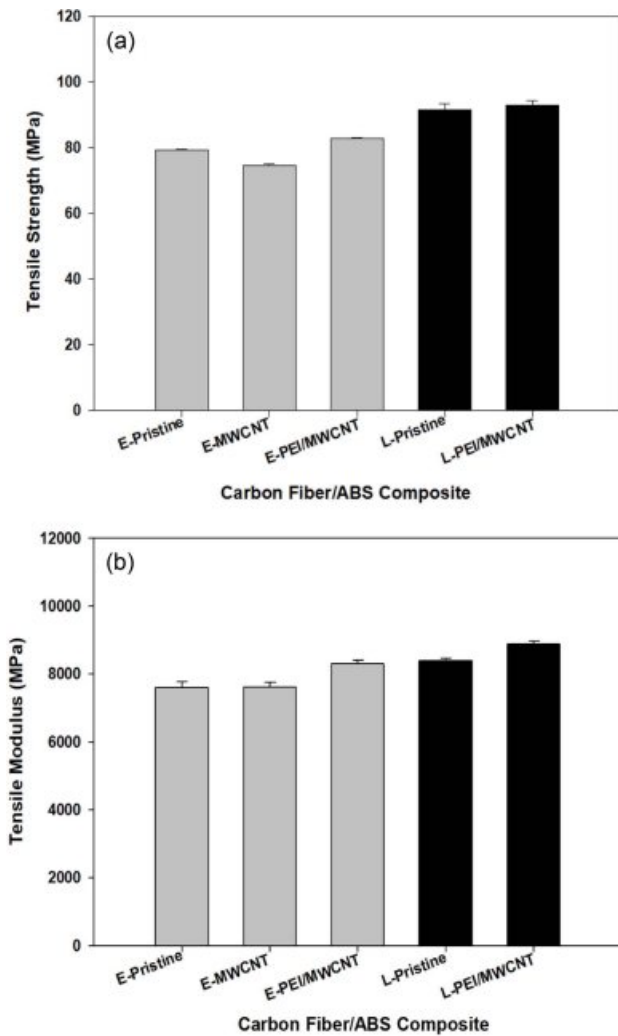 (a)
Tensile Strength (MPa)
120
100
80
60
40
20
0
E-Pristine
E-MWCNT
E-PEI/MWCNT
L-Pristine
L-PEI/MWCNT
Carbon Fiber/ABS Composite
(b)
Tensile Modulus (MPa)
12000
10000
8000
6000
4000
2000
0
E-Pristine
E-MWCNT
E-PEI/MWCNT
L-Pristine
L-PEI/MWCNT
Carbon Fiber/ABS Composite